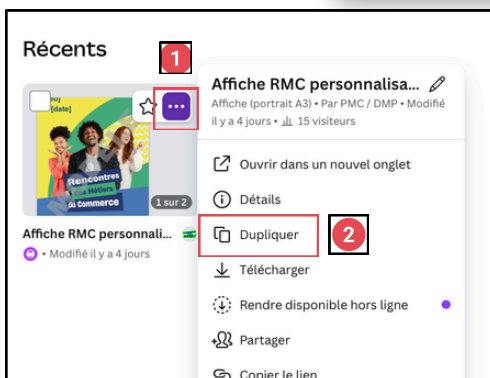 Récents
1
[date]
Rencontres
des Métiers
du Commerce
1 sur 2
Affiche RMC personnali...
• Modifié il y a 4 jours
Affiche RMC personnalisa...
Affiche (portrait A3) • Par PMC / DMP • Modifié
il y a 4 jours • 15 visiteurs
Ouvrir dans un nouvel onglet
Détails
Dupliquer
2
Télécharger
Rendre disponible hors ligne
Partager
Copier le lien